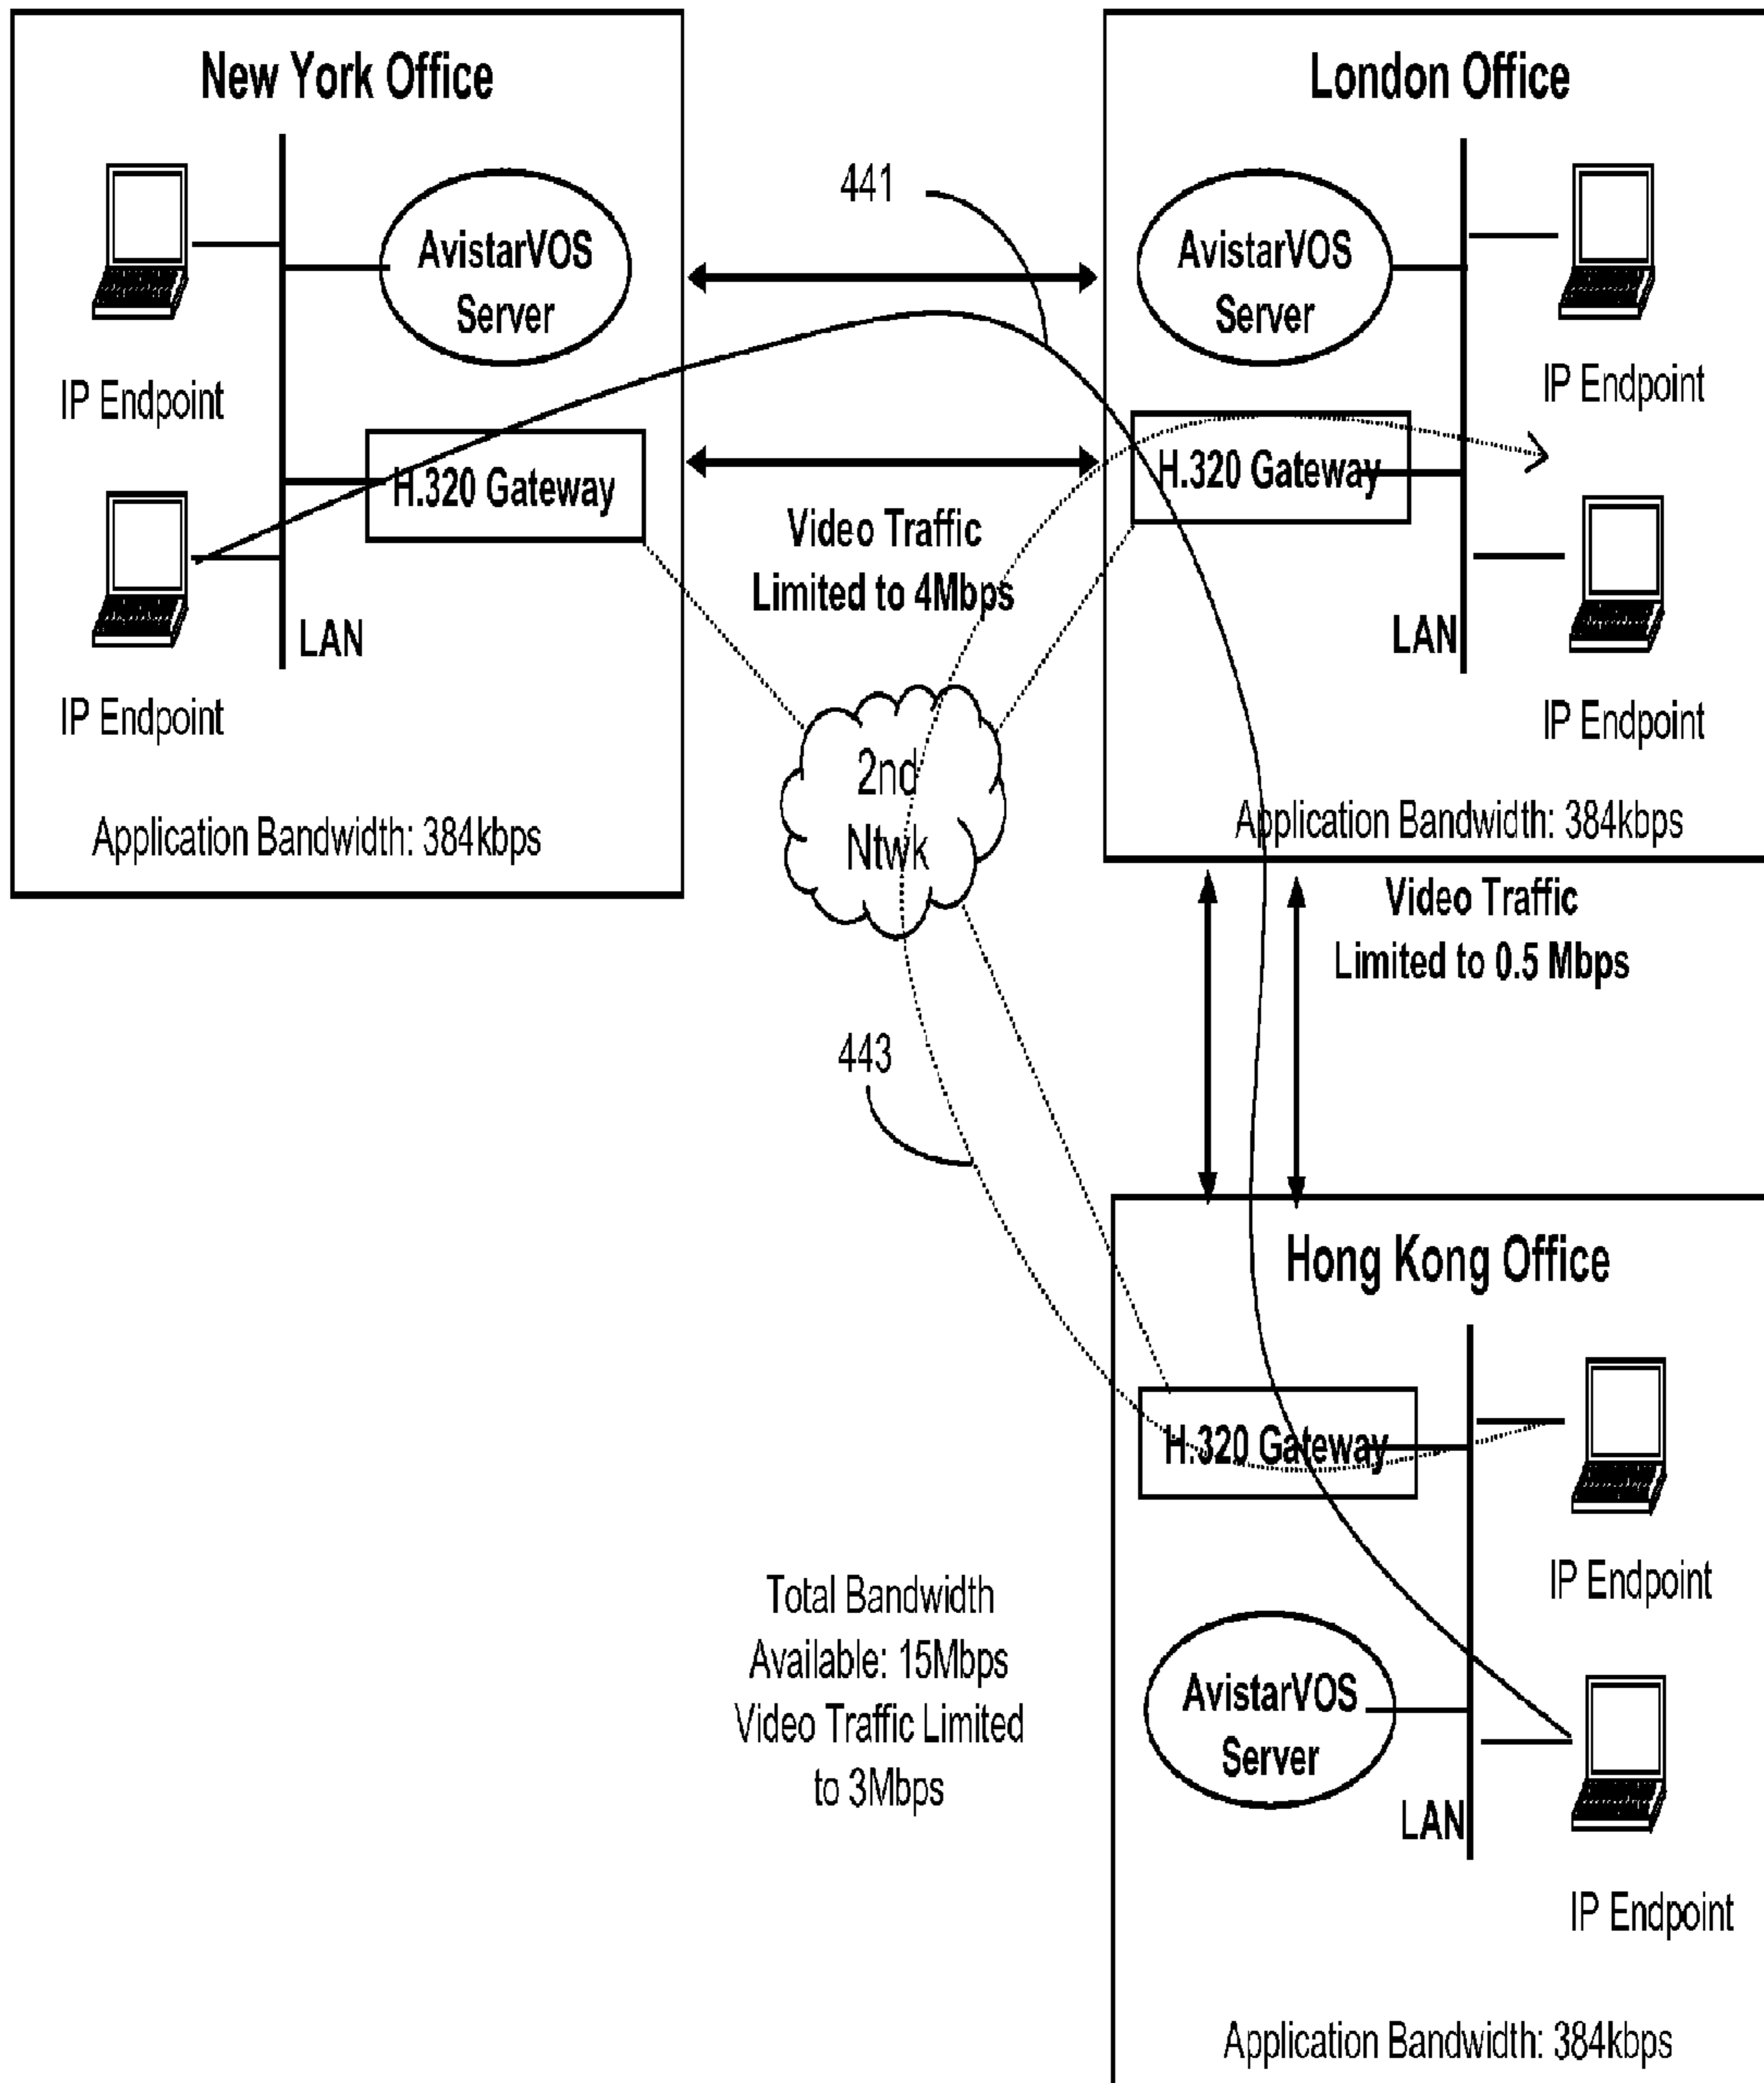 New York Office
AvistarVOS
Server
IP Endpoint
H.320 Gateway
LAN
IP Endpoint
Application Bandwidth: 384kbps
441
Video Traffic
Limited to 4Mbps
2nd
Ntwk
443
London Office
AvistarVOS
Server
IP Endpoint
H.320 Gateway
LAN
IP Endpoint
Application Bandwidth: 384kbps
Video Traffic
Limited to 0.5 Mbps
Hong Kong Office
H.320 Gateway
IP Endpoint
AvistarVOS
Server
LAN
IP Endpoint
Application Bandwidth: 384kbps
Total Bandwidth
Available: 15Mbps
Video Traffic Limited
to 3Mbps